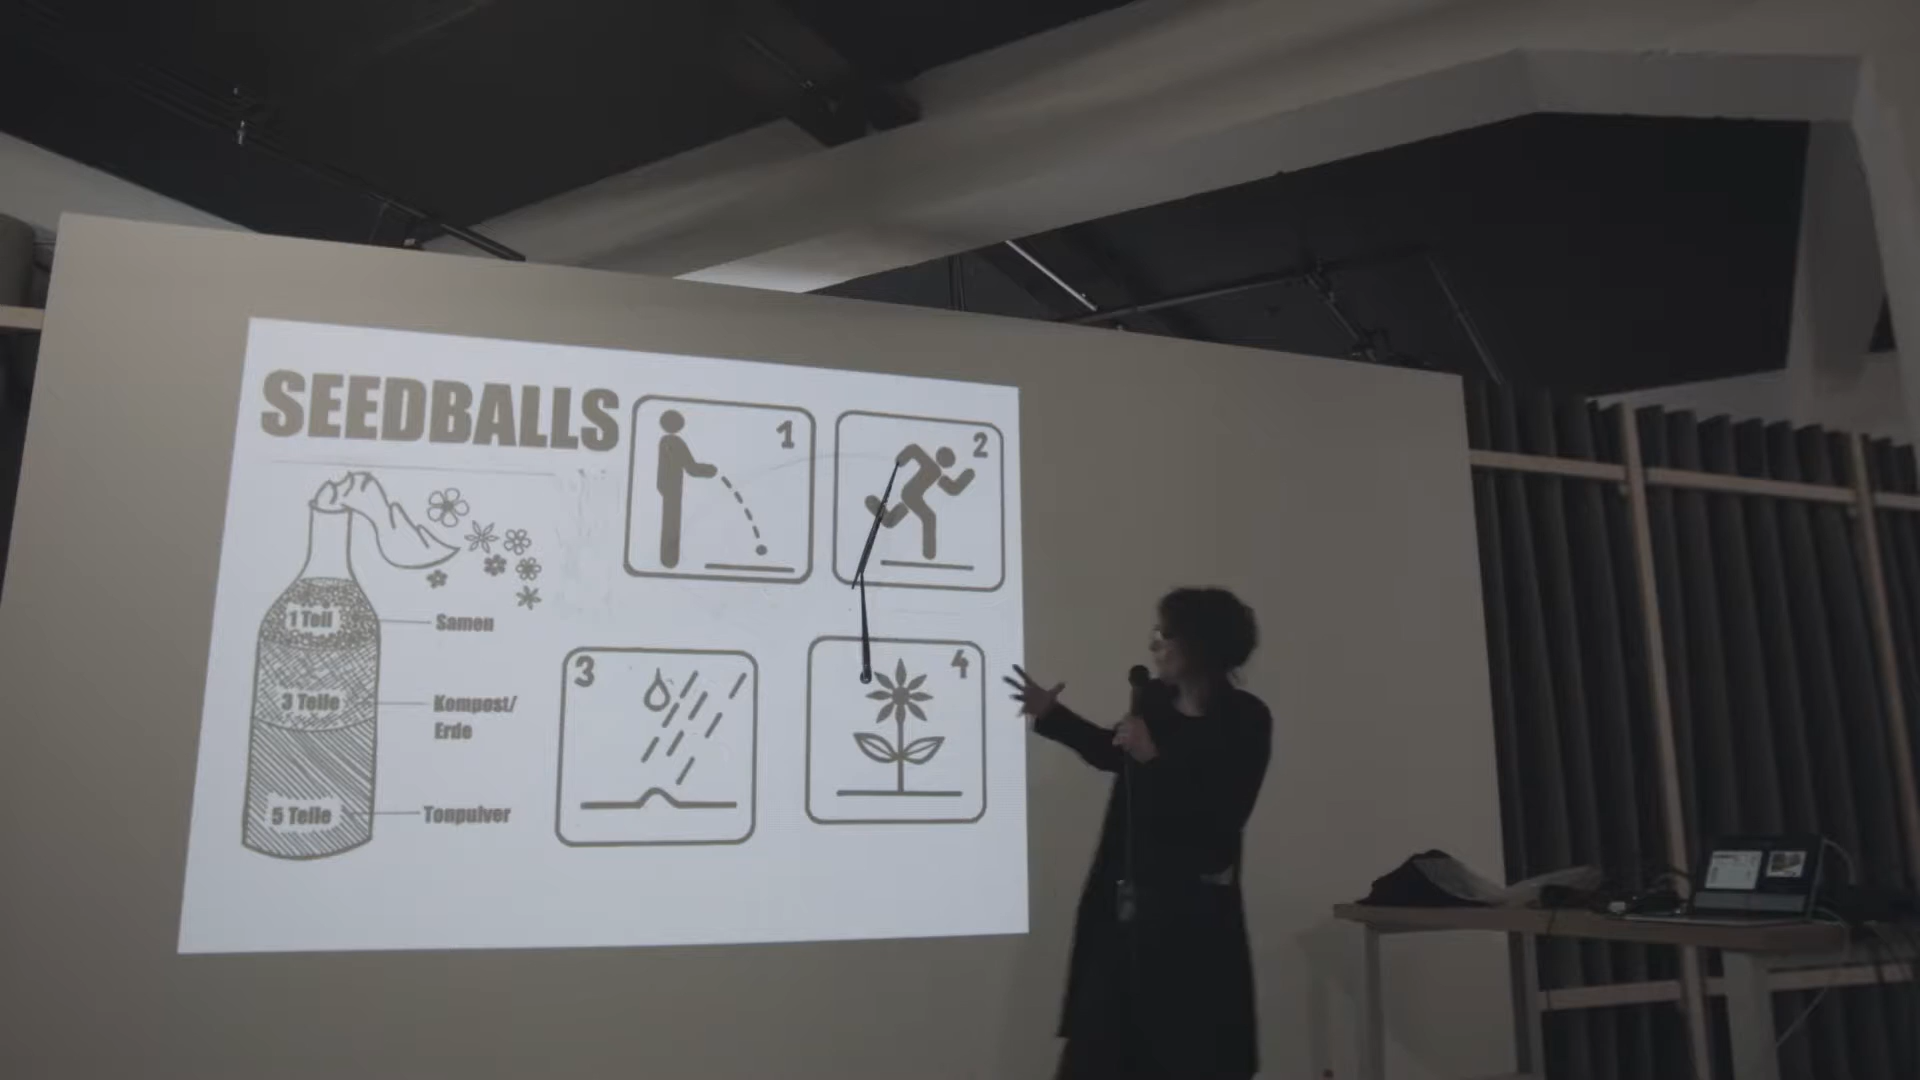 SEEDBALLS
1
2
1 Teil
Samen
3 Teile
Kompost/
Erde
5 Teile
Tonpulver
3
4